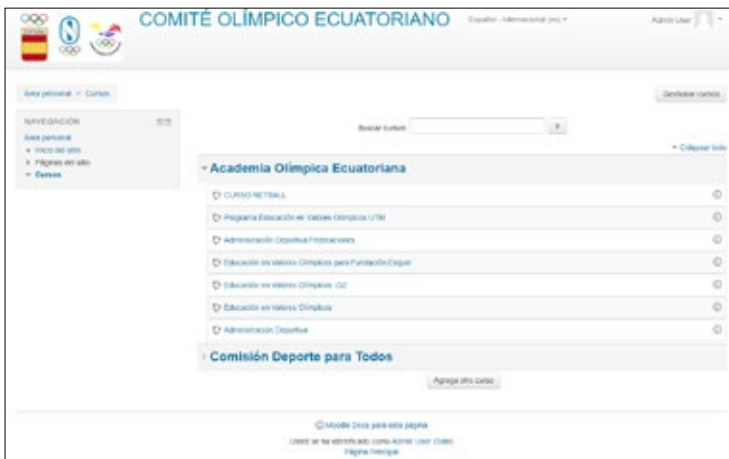 COMITÉ OLÍMPICO ECUATORIANO
Español - Internacional (es)
Admin User
Área personal
Cursos
Gestionar cursos
NAVEGACIÓN
Área personal
Inicio del sitio
Páginas del sitio
Cursos
Buscar cursos
Ir
Colapsar todo
Academia Olímpica Ecuatoriana
CURSO NETBALL
Programa Educación en Valores Olímpicos UTM
Administración Deportiva Federaciones
Educación en Valores Olímpicos para Fundación Esquel
Educación en Valores Olímpicos -G2
Educación en Valores Olímpicos
Administración Deportiva
Comisión Deporte para Todos
Agregar otro curso
Moodle Docs para esta página
Usted se ha identificado como Admin User (Salir)
Página Principal